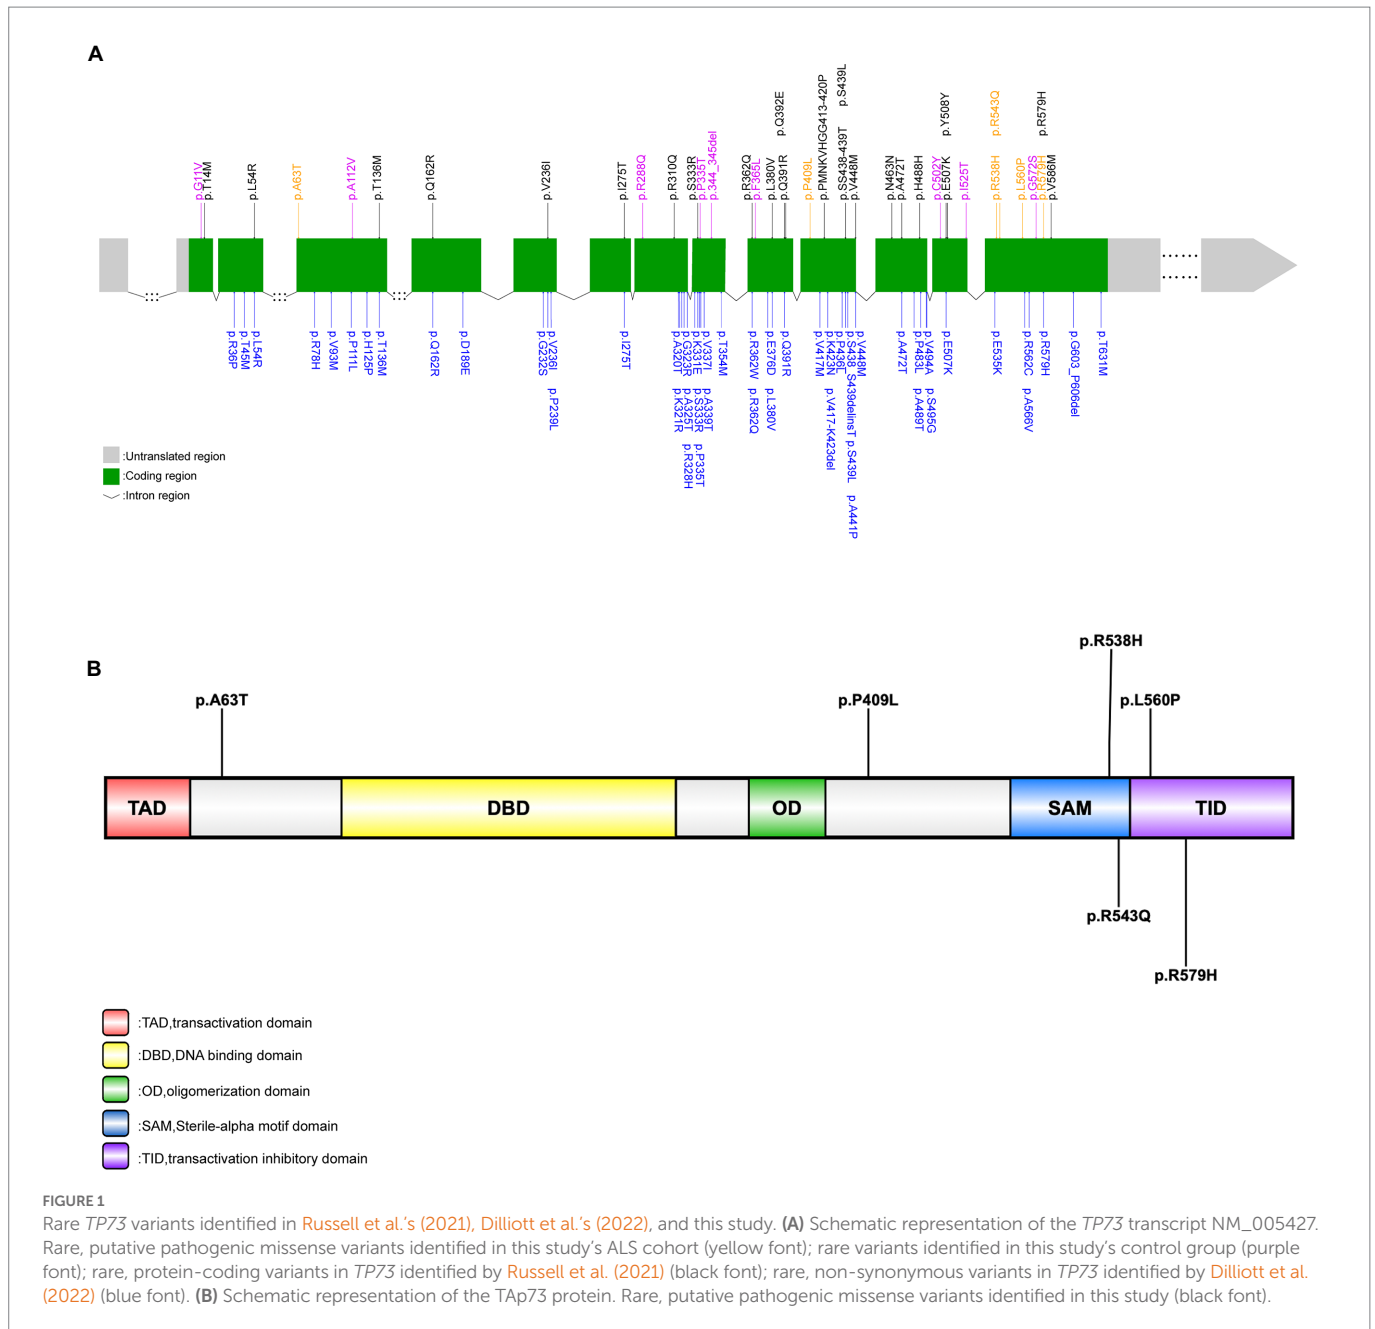 A
p.G11V
p.T14M
p.L54R
p.A63T
p.A112V
p.T136M
p.Q162R
p.V236I
p.I275T
p.R288Q
p.R310Q
p.S333R
p.P335T
p.344_345del
p.R362Q
p.F365L
p.L380V
p.Q391R
p.Q392E
p.P409L
p.PMNKVHGG413-420P
p.SS438-439T
p.S439L
p.V448M
p.N463N
p.A472T
p.H488H
p.C502Y
p.E507K
p.Y508Y
p.I525T
p.R538H
p.R543Q
p.L560P
p.G572S
p.R579H
p.R579H
p.V586M
p.R36P
p.T45M
p.L54R
p.R78H
p.V93M
p.P111L
p.H125P
p.T136M
p.Q162R
p.D189E
p.G232S
p.V236I
p.P239L
p.I275T
p.A320T
p.K321R
p.G323R
p.A325T
p.R328H
p.K331E
p.S333R
p.P335T
p.V337I
p.A339T
p.T354M
p.R362W
p.R362Q
p.E376D
p.L380V
p.Q391R
p.V417M
p.K423N
p.V417-K423del
p.P436L
p.S438_S439delinsT
p.S439L
p.A441P
p.V448M
p.A472T
p.P483L
p.A489T
p.V494A
p.S495G
p.E507K
p.E535K
p.R562C
p.A566V
p.R579H
p.G603_P606del
p.T631M
:Untranslated region
:Coding region
:Intron region
B
p.R538H
p.A63T
p.P409L
p.L560P
TAD
DBD
OD
SAM
TID
p.R543Q
p.R579H
:TAD,transactivation domain
:DBD,DNA binding domain
:OD,oligomerization domain
:SAM,Sterile-alpha motif domain
:TID,transactivation inhibitory domain
FIGURE 1
Rare TP73 variants identified in Russell et al.'s (2021), Dilliott et al.'s (2022), and this study. (A) Schematic representation of the TP73 transcript NM_005427.
Rare, putative pathogenic missense variants identified in this study's ALS cohort (yellow font); rare variants identified in this study's control group (purple
font); rare, protein-coding variants in TP73 identified by Russell et al. (2021) (black font); rare, non-synonymous variants in TP73 identified by Dilliott et al.
(2022) (blue font). (B) Schematic representation of the TAp73 protein. Rare, putative pathogenic missense variants identified in this study (black font).